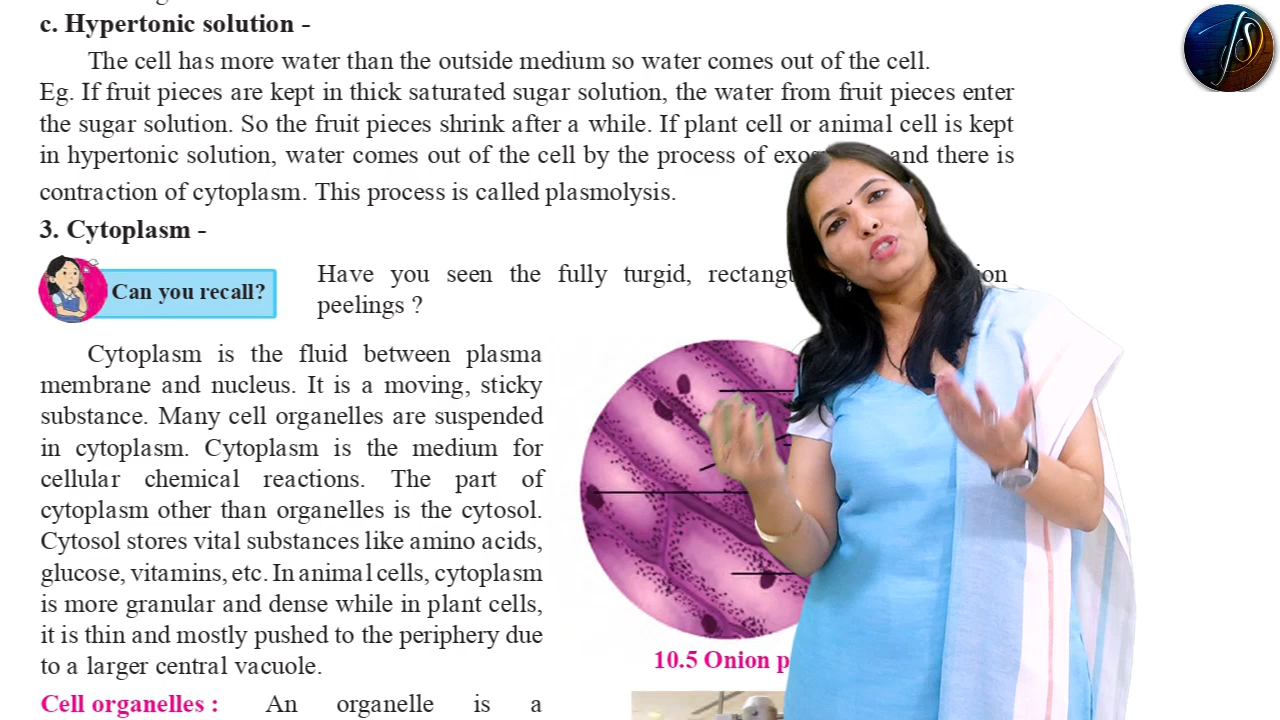 c. Hypertonic solution -
The cell has more water than the outside medium so water comes out of the cell.
Eg. If fruit pieces are kept in thick saturated sugar solution, the water from fruit pieces enter
the sugar solution. So the fruit pieces shrink after a while. If plant cell or animal cell is kept
in hypertonic solution, water comes out of the cell by the process of and there is
contraction of cytoplasm. This process is called plasmolysis.
3. Cytoplasm -
Can you recall?
Have you seen the fully turgid,
peelings ?
Cytoplasm is the fluid between plasma
membrane and nucleus. It is a moving, sticky
substance. Many cell organelles are suspended
in cytoplasm. Cytoplasm is the medium for
cellular chemical reactions. The part of
cytoplasm other than organelles is the cytosol.
Cytosol stores vital substances like amino acids,
glucose, vitamins, etc. In animal cells, cytoplasm
is more granular and dense while in plant cells,
it is thin and mostly pushed to the periphery due
to a larger central vacuole.
10.5 Onion
Cell organelles : An organelle is a